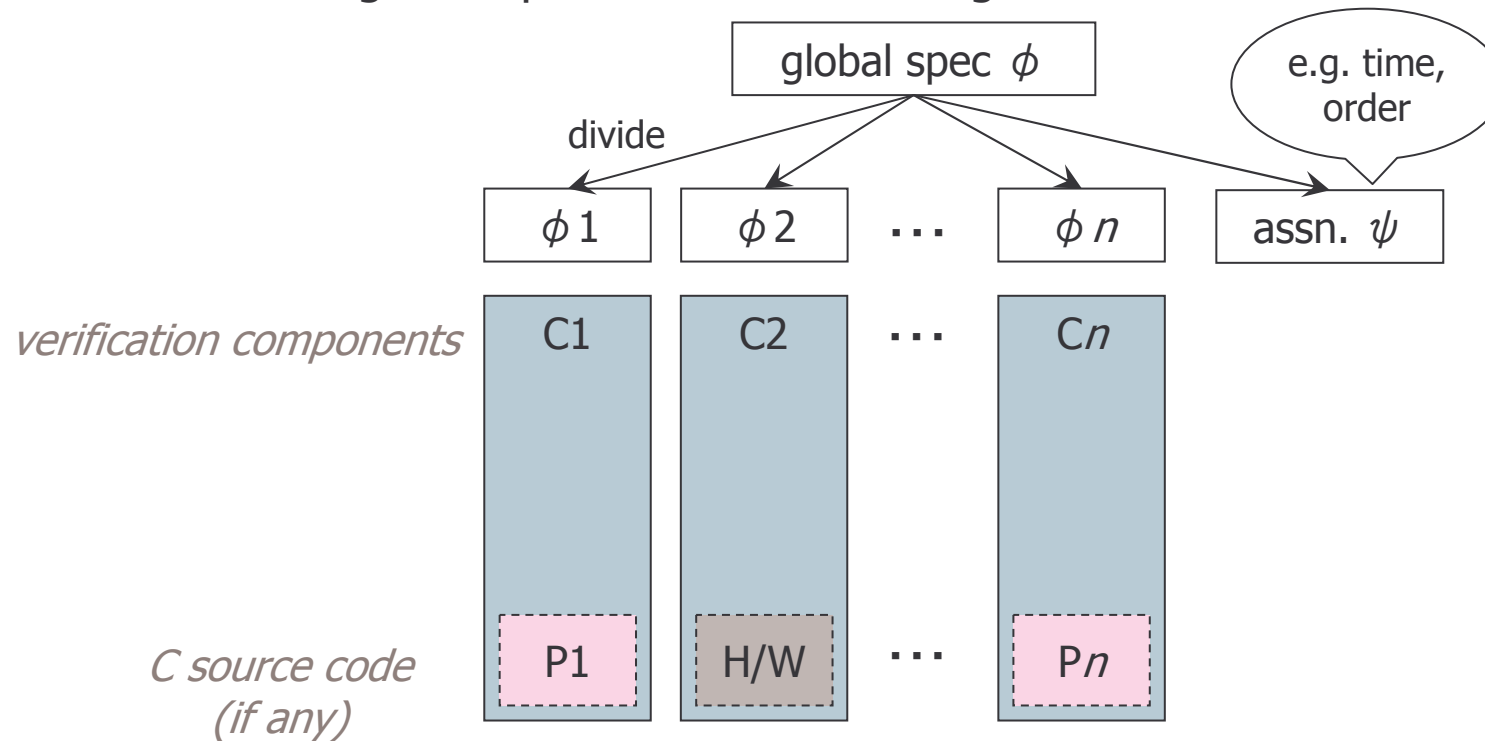 global spec φ
e.g. time,
order
divide
φ1
φ2
...
φn
assn. ψ
verification components
C1
C2
...
Cn
C source code
(if any)
P1
H/W
...
Pn